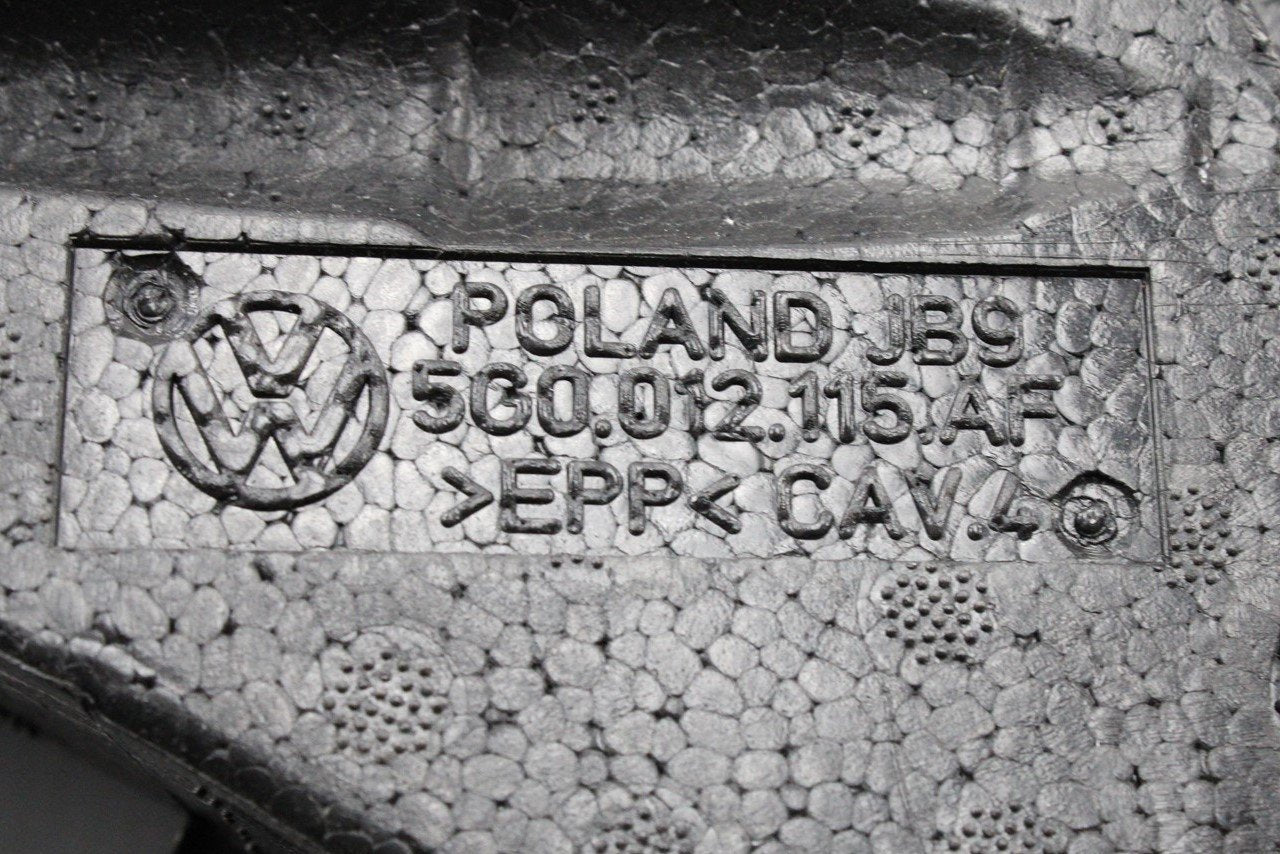 POLAND JB9
5G0.012.115.AF
>EPP< CAV.4